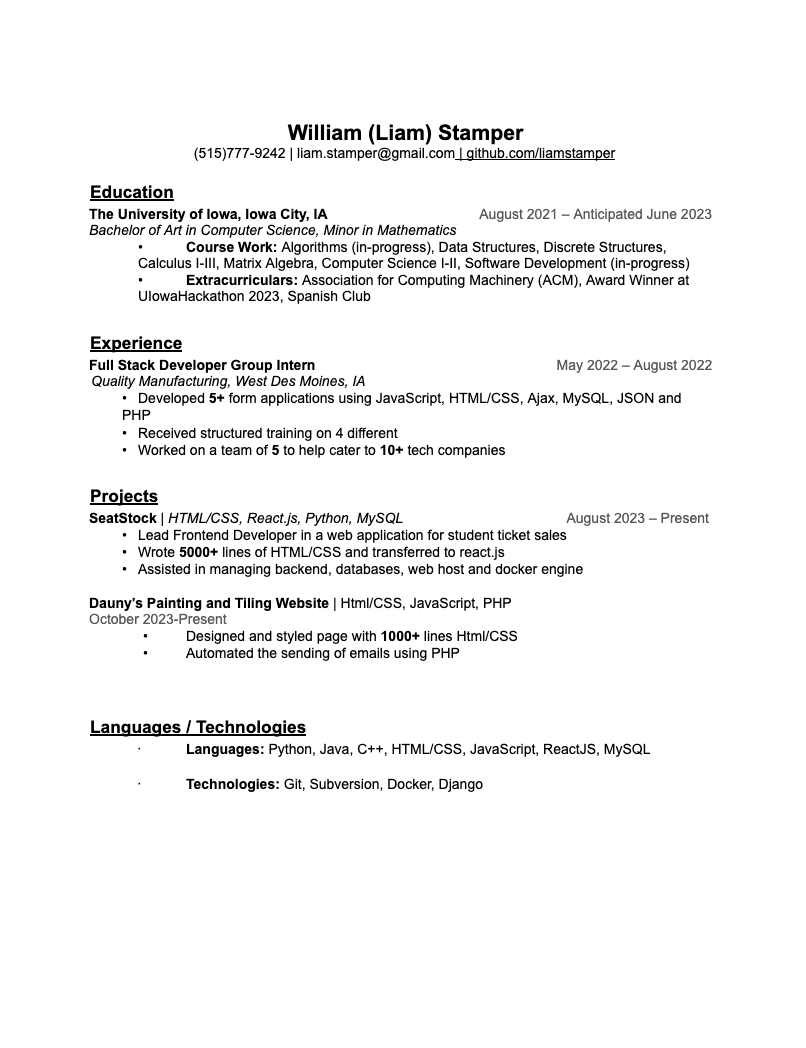 William (Liam) Stamper
(515)777-9242 | liam.stamper@gmail.com | github.com/liamstamper
Education
The University of Iowa, Iowa City, IA August 2021 – Anticipated June 2023
Bachelor of Art in Computer Science, Minor in Mathematics
• Course Work: Algorithms (in-progress), Data Structures, Discrete Structures,
Calculus I-III, Matrix Algebra, Computer Science I-II, Software Development (in-progress)
• Extracurriculars: Association for Computing Machinery (ACM), Award Winner at
UIowaHackathon 2023, Spanish Club
Experience
Full Stack Developer Group Intern May 2022 – August 2022
Quality Manufacturing, West Des Moines, IA
• Developed 5+ form applications using JavaScript, HTML/CSS, Ajax, MySQL, JSON and
PHP
• Received structured training on 4 different
• Worked on a team of 5 to help cater to 10+ tech companies
Projects
SeatStock | HTML/CSS, React.js, Python, MySQL August 2023 – Present
• Lead Frontend Developer in a web application for student ticket sales
• Wrote 5000+ lines of HTML/CSS and transferred to react.js
• Assisted in managing backend, databases, web host and docker engine
Dauny’s Painting and Tiling Website | Html/CSS, JavaScript, PHP
October 2023-Present
• Designed and styled page with 1000+ lines Html/CSS
• Automated the sending of emails using PHP
Languages / Technologies
· Languages: Python, Java, C++, HTML/CSS, JavaScript, ReactJS, MySQL
· Technologies: Git, Subversion, Docker, Django